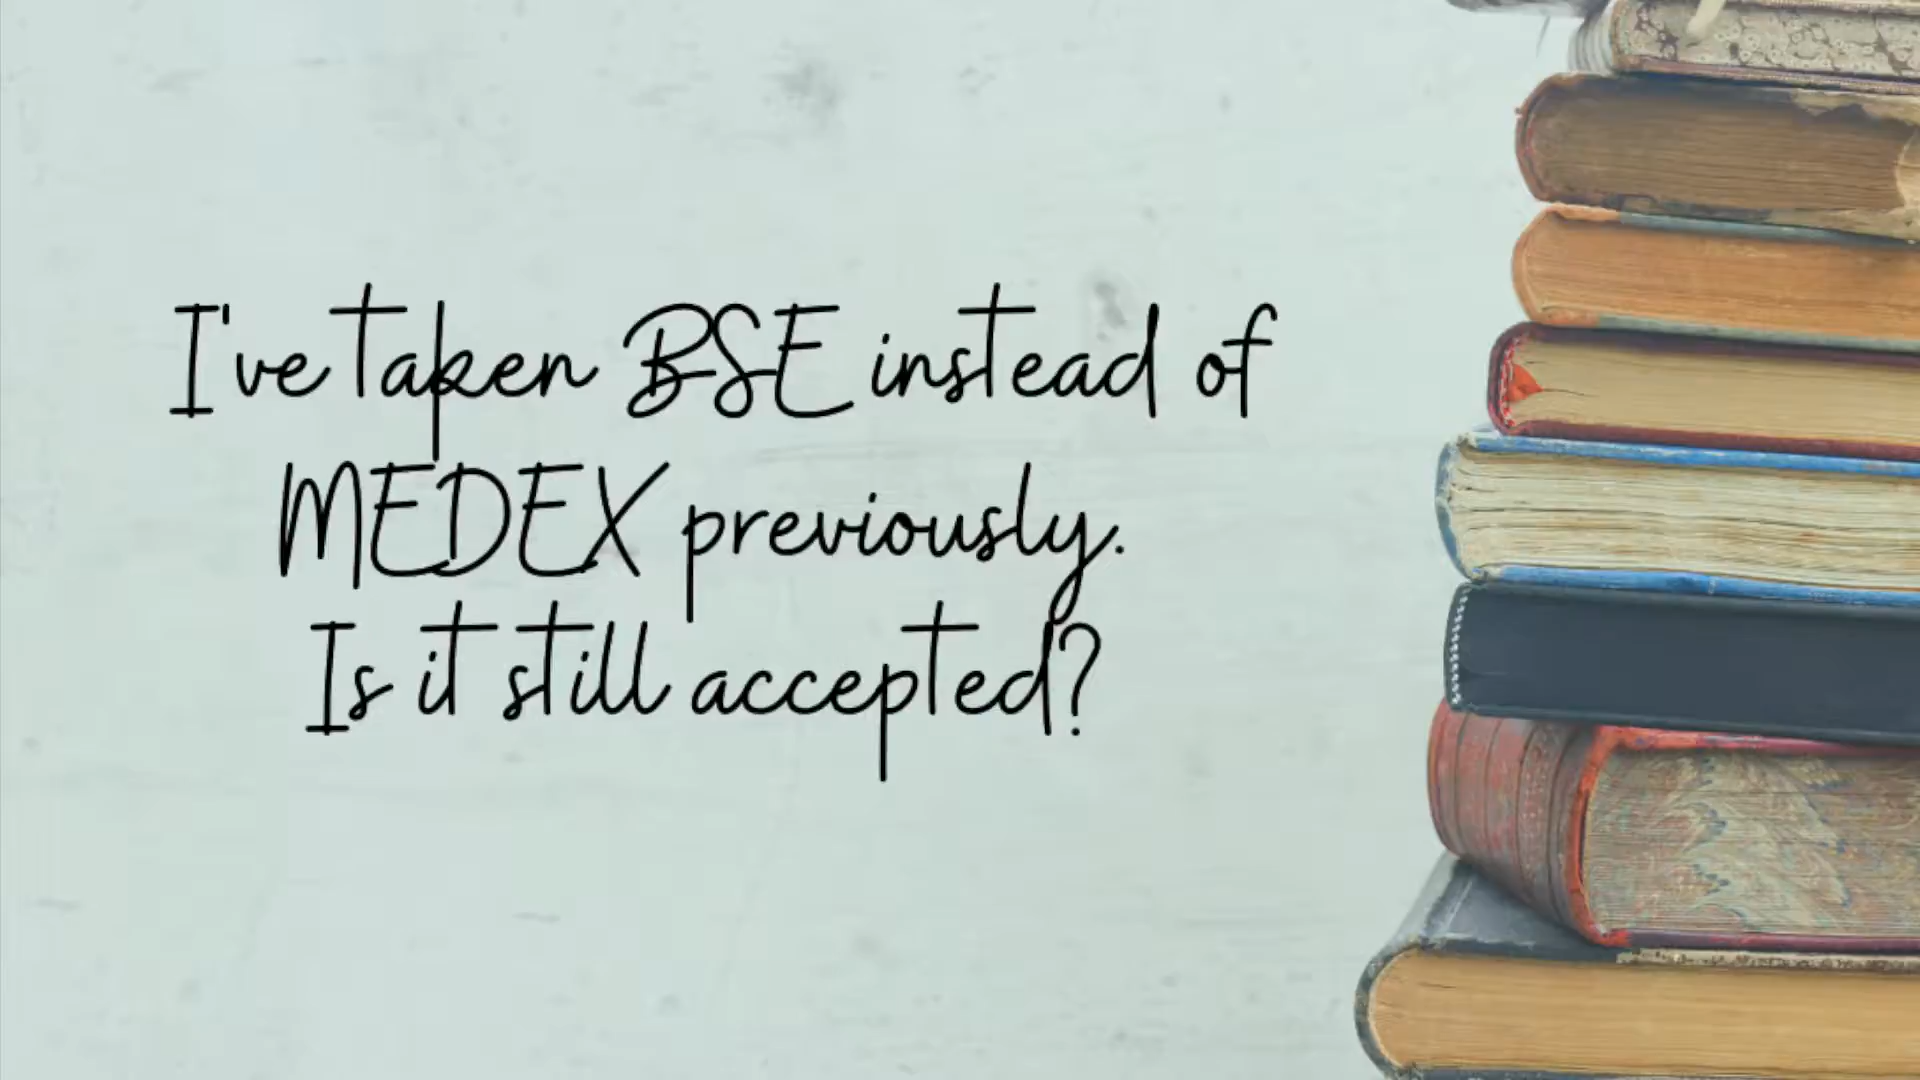 I've taken BSE instead of
MEDEX previously.
Is it still accepted?